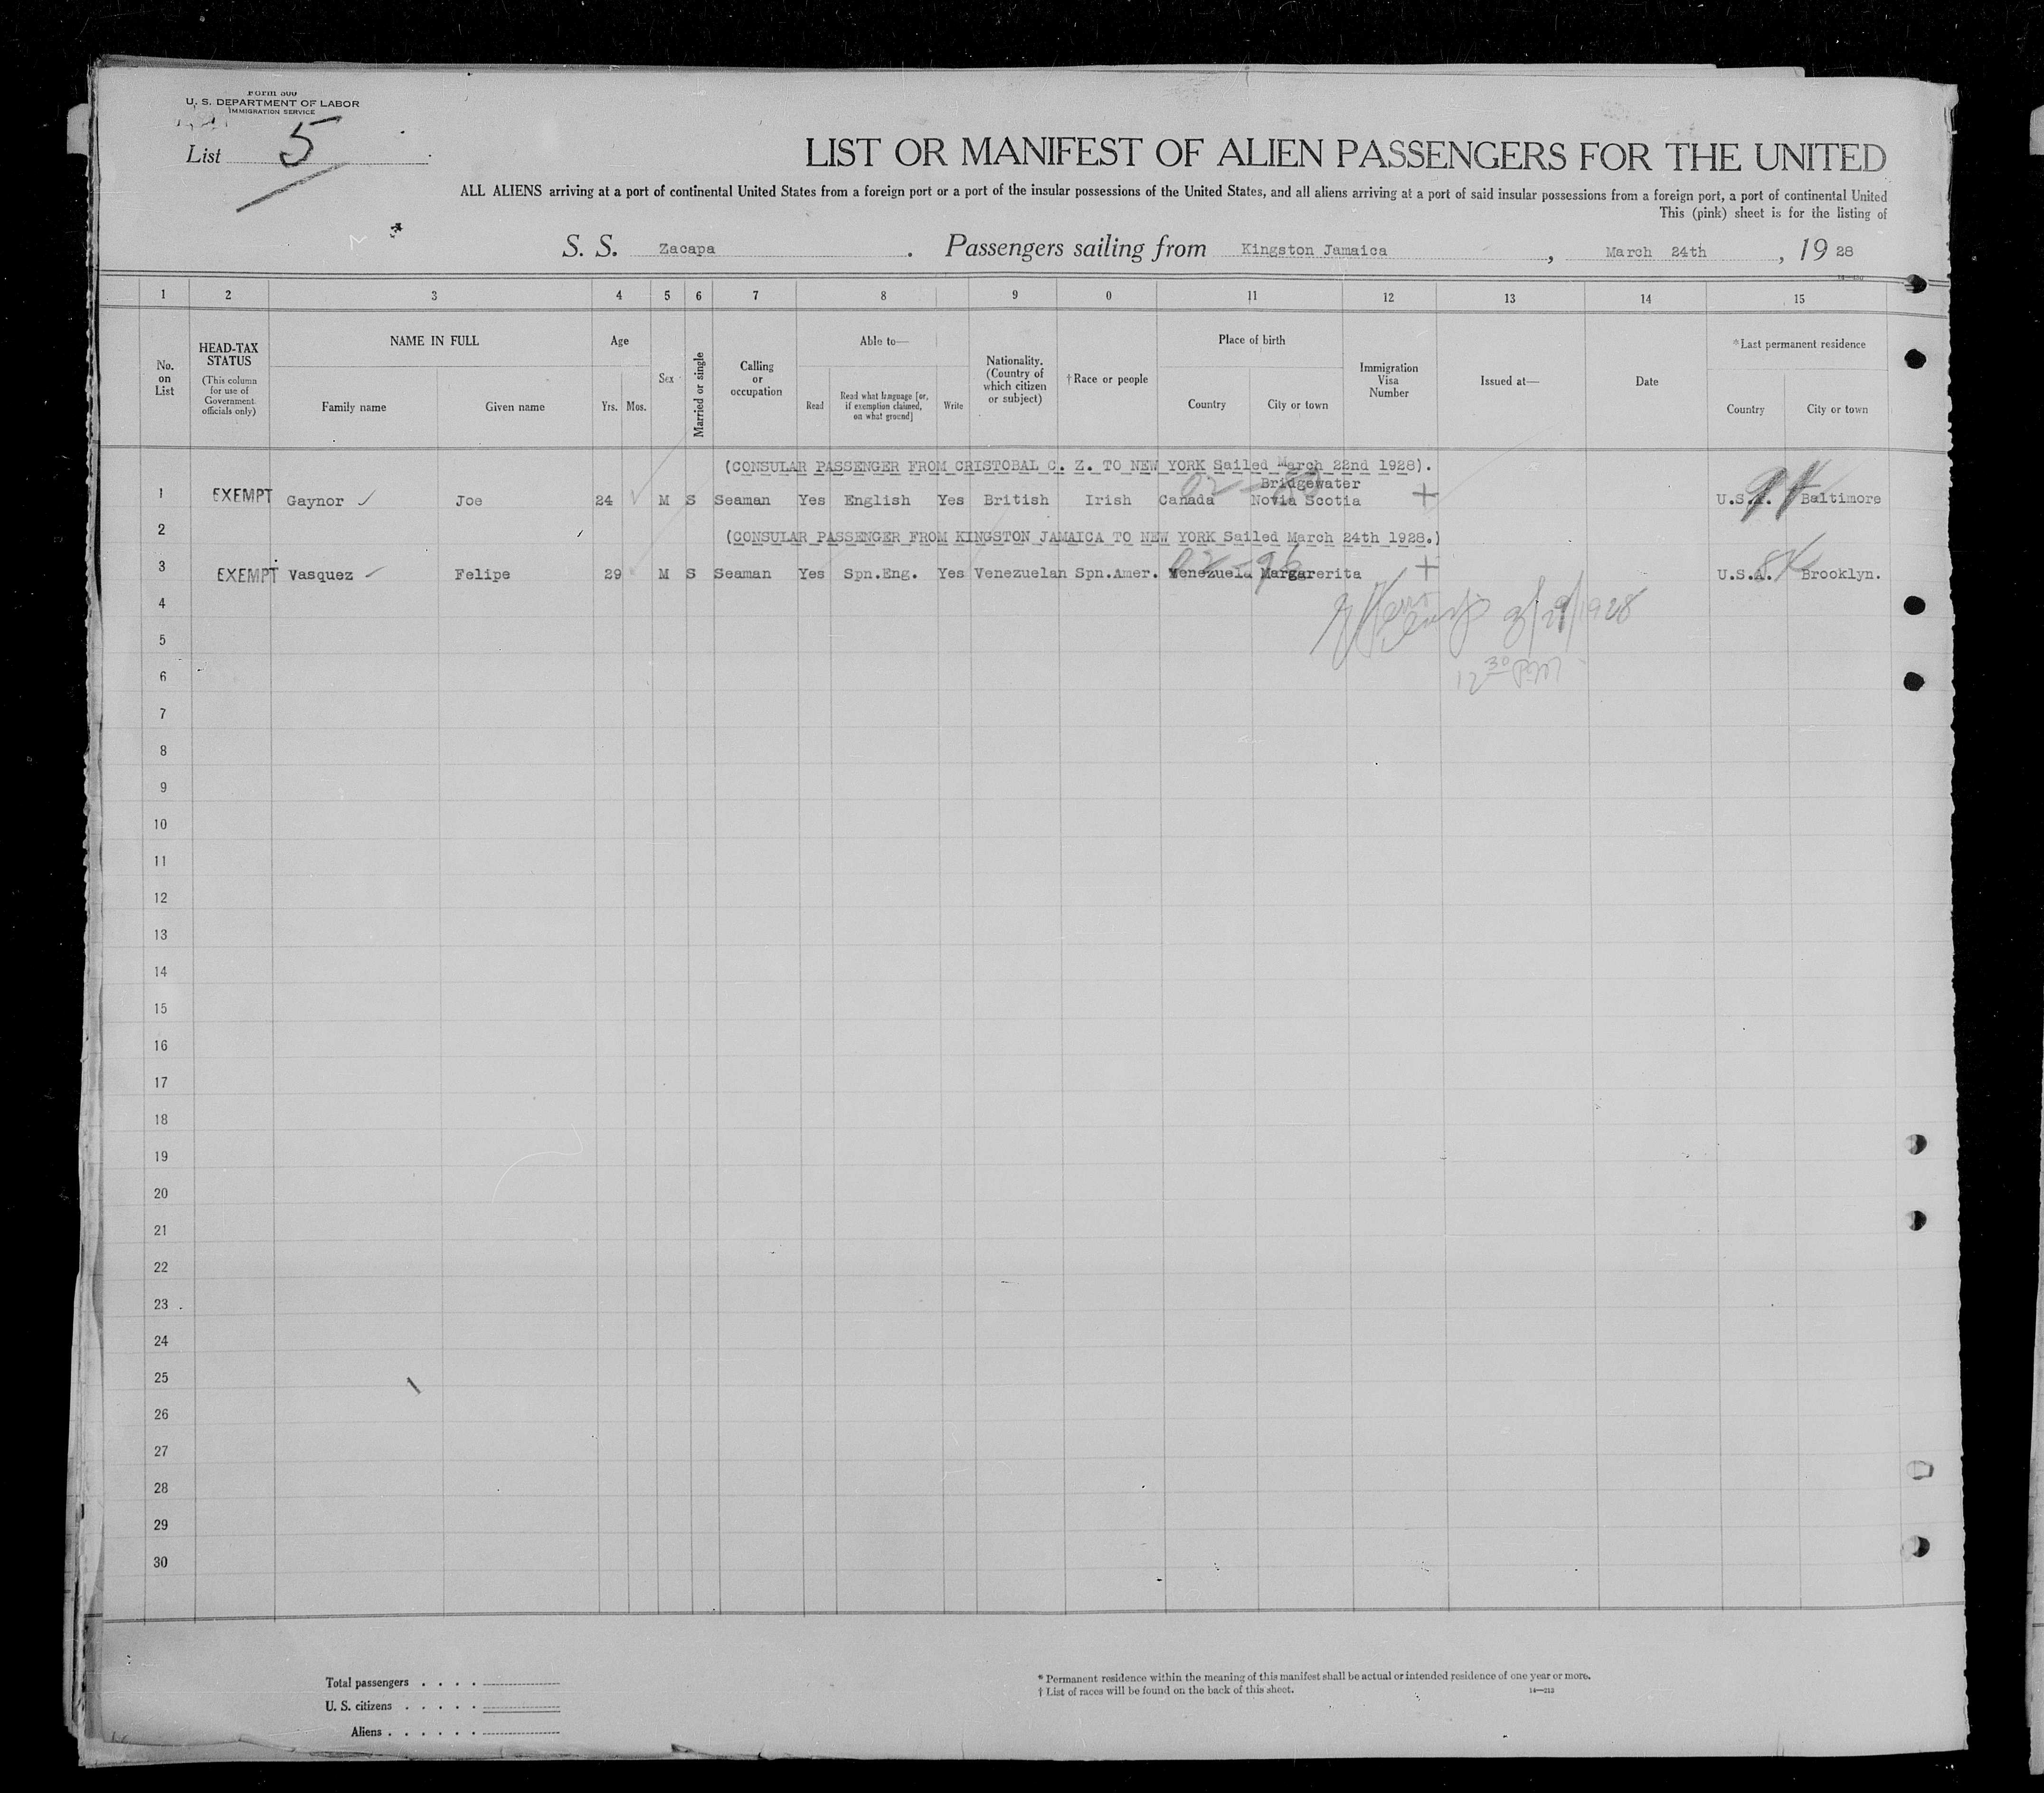 Form 500
U. S. DEPARTMENT OF LABOR
IMMIGRATION SERVICE
List 5
LIST OR MANIFEST OF ALIEN PASSENGERS FOR THE UNITED
ALL ALIENS arriving at a port of continental United States from a foreign port or a port of the insular possessions of the United States, and all aliens arriving at a port of said insular possessions from a foreign port, a port of continental United
This (pink) sheet is for the listing of
S. S. Zacapa. Passengers sailing from Kingston Jamaica, March 24th, 19 28
1 2 3 4 5 6 7 8 9 0 11 12 13 14 15
No. on List
HEAD-TAX STATUS (This column for use of Government officials only)
NAME IN FULL
Family name Given name
Age
Yrs. Mos.
Sex
Married or single
Calling or occupation
Able to—
Read
Read what language [or, if exemption claimed, on what ground]
Write
Nationality. (Country of which citizen or subject)
†Race or people
Place of birth
Country City or town
Immigration Visa Number
Issued at—
Date
*Last permanent residence
Country City or town
(CONSULAR PASSENGER FROM CRISTOBAL C. Z. TO NEW YORK Sailed March 22nd 1928).
Bridgewater
1 EXEMPT Gaynor Joe 24 M S Seaman Yes English Yes British Irish Canada Novia Scotia + U.S.A. Baltimore
2
(CONSULAR PASSENGER FROM KINGSTON JAMAICA TO NEW YORK Sailed March 24th 1928.)
02-96
3 EXEMPT Vasquez Felipe 29 M S Seaman Yes Spn.Eng. Yes Venezuelan Spn.Amer. Venezuela Margarerita + U.S.A. Brooklyn.
4
3/29/1928
5
6
12 30 PM
7
8
9
10
11
12
13
14
15
16
17
18
19
20
21
22
23
24
25
26
27
28
29
30
Total passengers
U. S. citizens
Aliens
* Permanent residence within the meaning of this manifest shall be actual or intended residence of one year or more.
† List of races will be found on the back of this sheet.
14—213